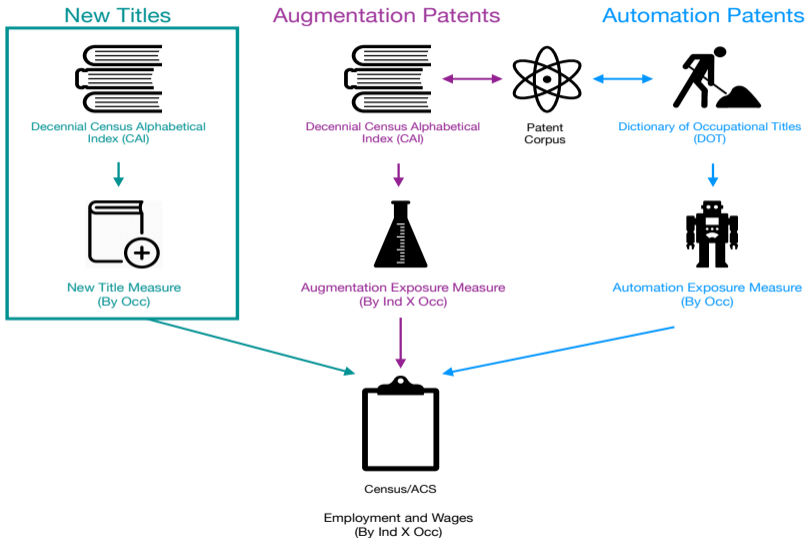 New Titles
Augmentation Patents
Automation Patents
Decennial Census Alphabetical
Index (CAI)
Decennial Census Alphabetical
Index (CAI)
Patent
Corpus
Dictionary of Occupational Titles
(DOT)
New Title Measure
(By Occ)
Augmentation Exposure Measure
(By Ind X Occ)
Automation Exposure Measure
(By Occ)
Census/ACS
Employment and Wages
(By Ind X Occ)